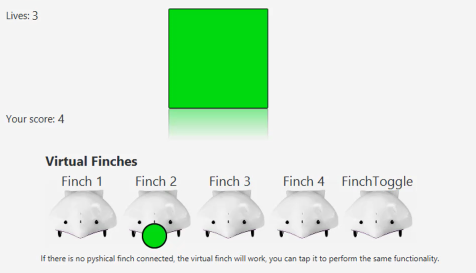 Lives: 3
Your score: 4
Virtual Finches
Finch 1 Finch 2 Finch 3 Finch 4 FinchToggle
If there is no pyshical finch connected, the virtual finch will work, you can tap it to perform the same functionality.